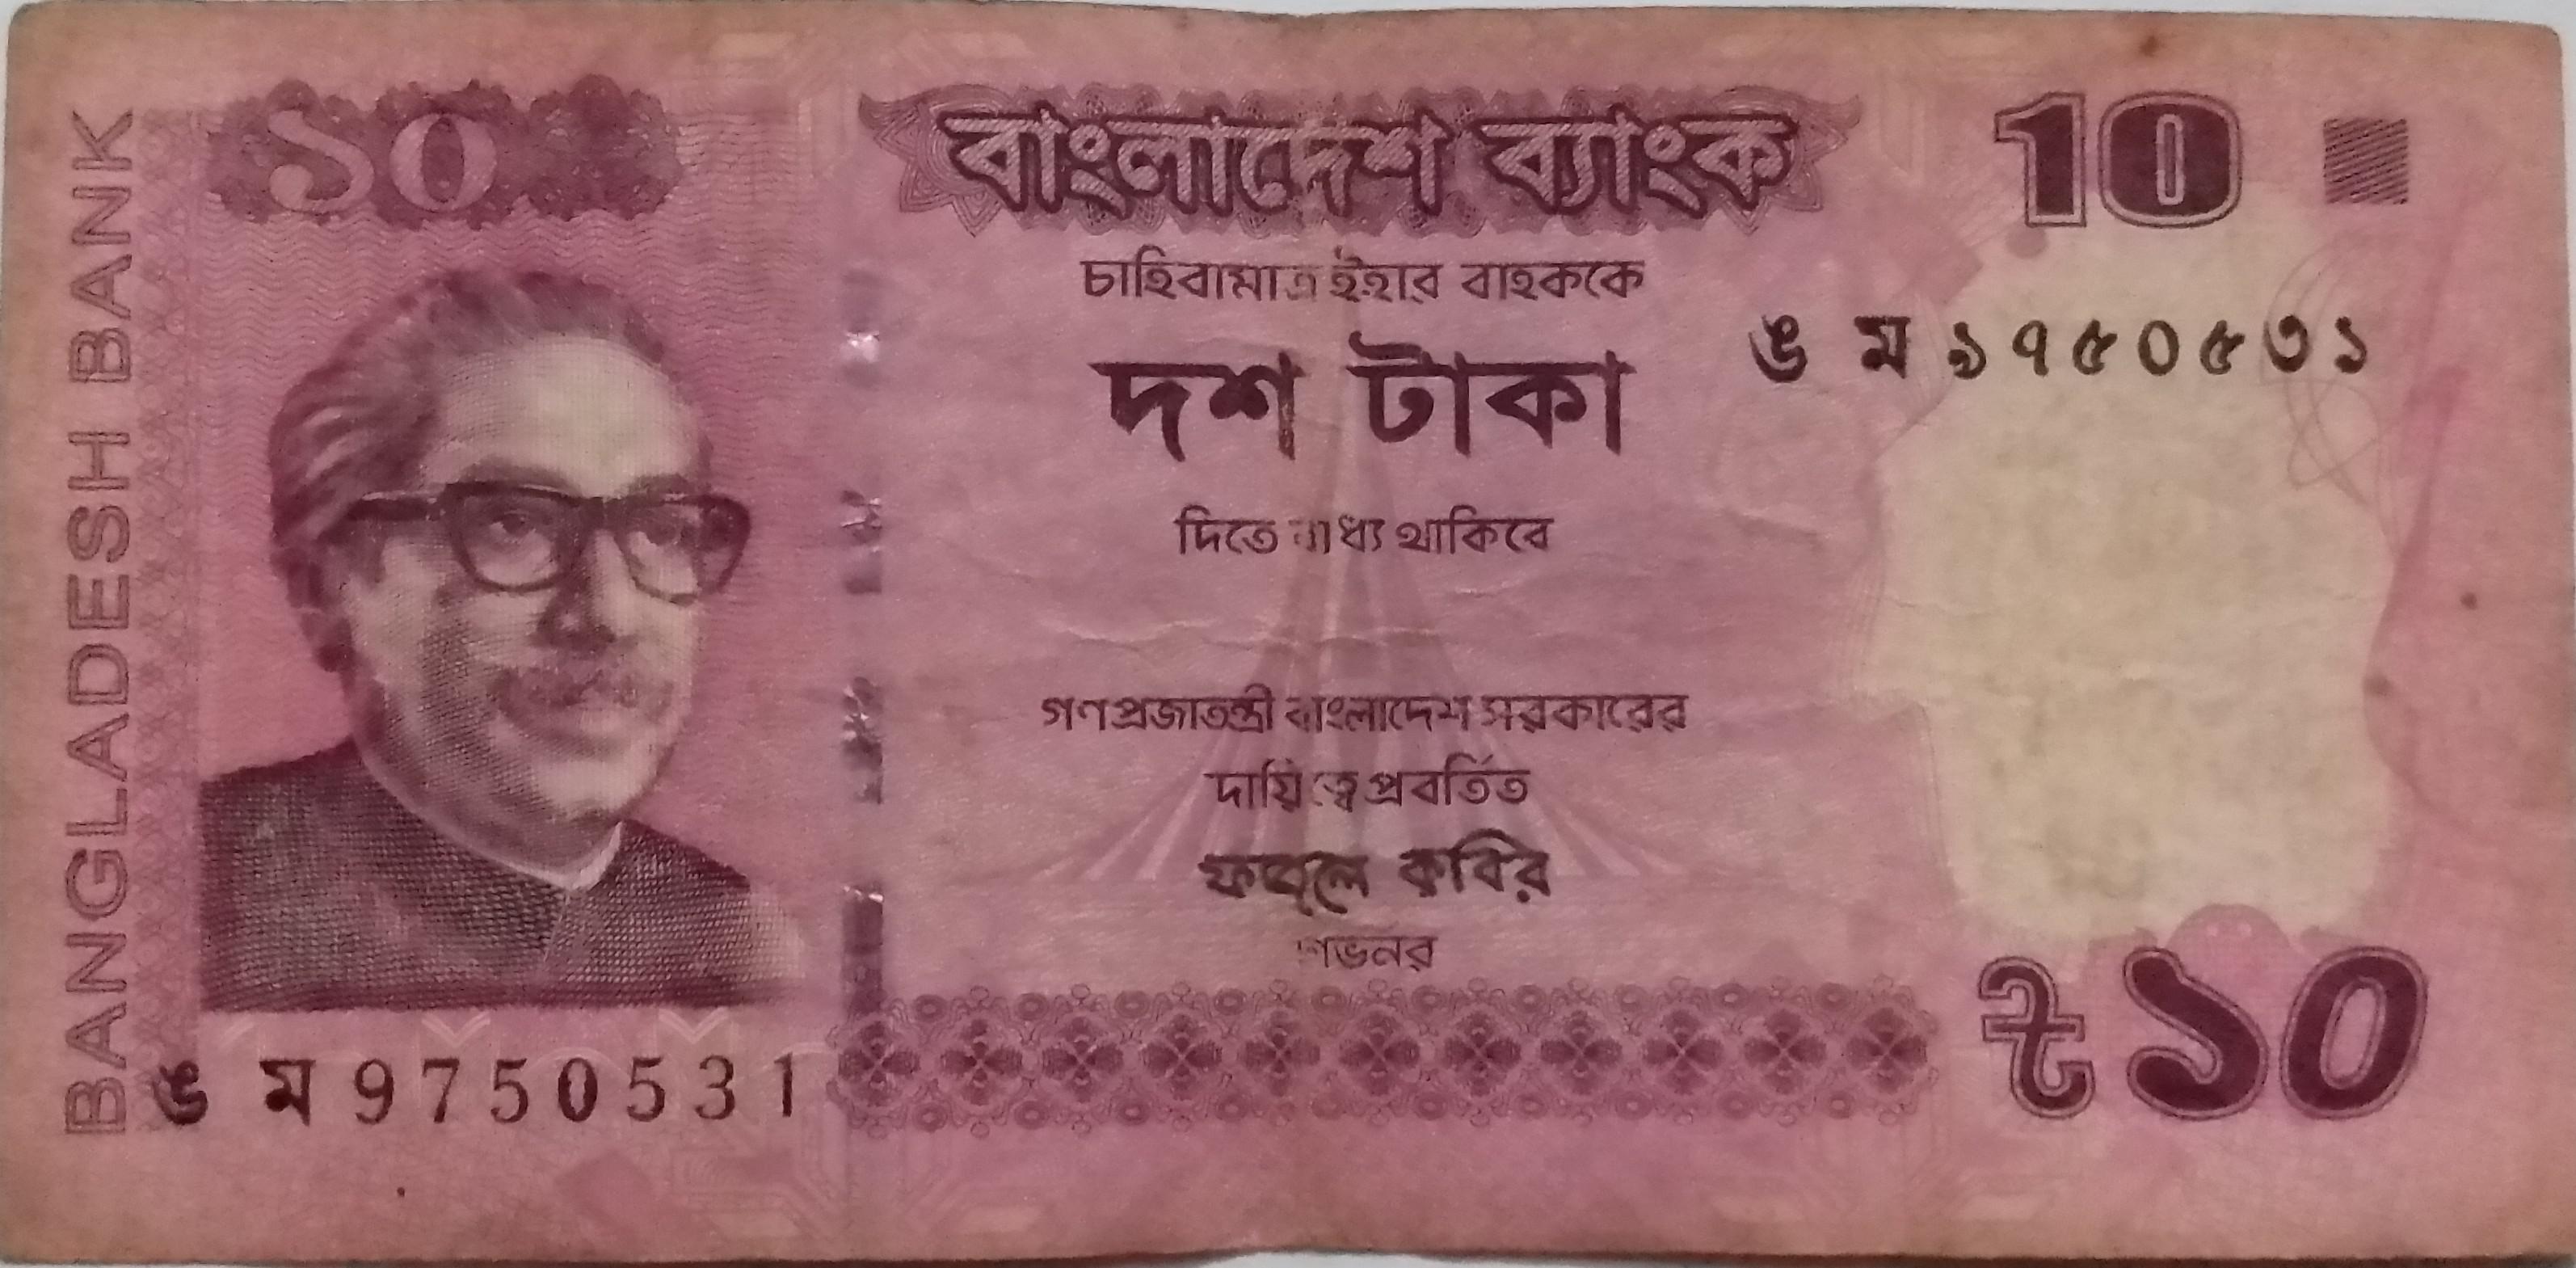 BANGLADESH BANK
১০
বাংলাদেশ ব্যাংক
10
চাহিবামাত্র ইহার বাহককে
ঙ ম ৯৭৫০৫৩১
দশ টাকা
দিতে বাধ্য থাকিবে
গণপ্রজাতন্ত্রী বাংলাদেশ সরকারের
দায়িত্বে প্রবর্তিত
ফজলে কবির
গভর্নর
ঙ ম 9750531
৳১০